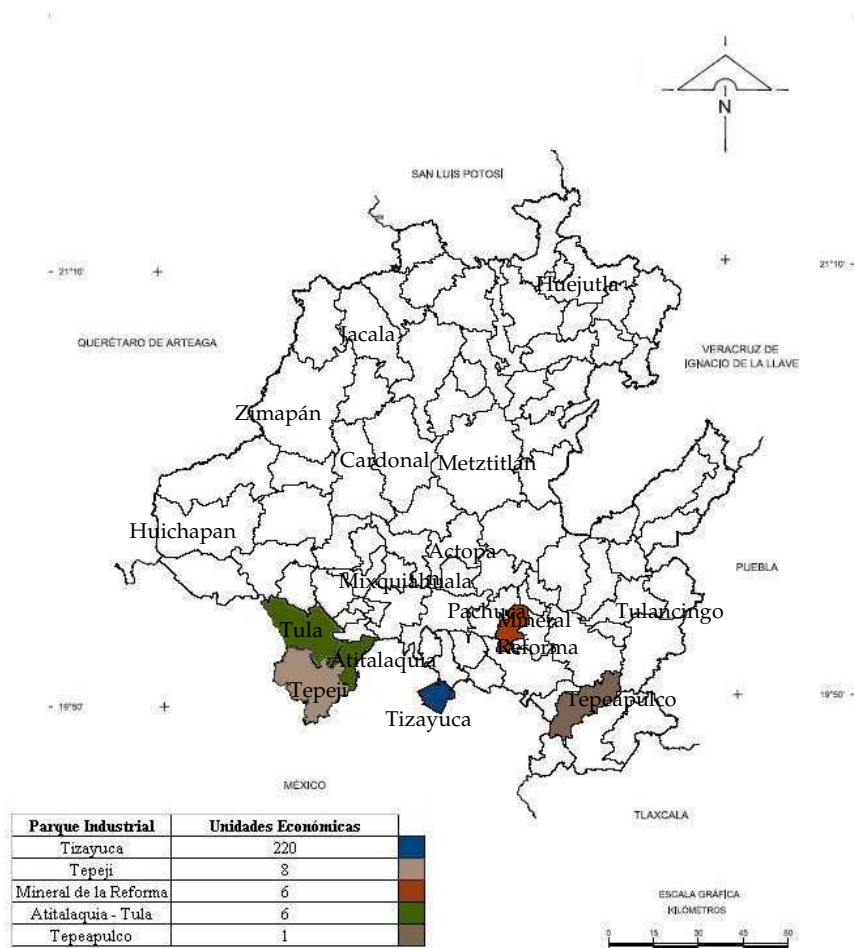 N
SAN LUIS POTOSÍ
21°10'
21°10'
Huejutla
QUERÉTARO DE ARTEAGA
Jacala
VERACRUZ DE
IGNACIO DE LA LLAVE
Zimapán
Cardonal
Metztitlán
Huichapan
Actopa
PUEBLA
Mixquiahuala
Pachuca
Mineral
Reforma
Tulancingo
Tula
Atitalaquia
Tepeji
Tepeapulco
19°50'
19°50'
Tizayuca
MÉXICO
TLAXCALA
Parque Industrial Unidades Económicas
Tizayuca 220
Tepeji 8
Mineral de la Reforma 6
Atitalaquia - Tula 6
Tepeapulco 1
ESCALA GRÁFICA
KILÓMETROS
0 15 30 45 60